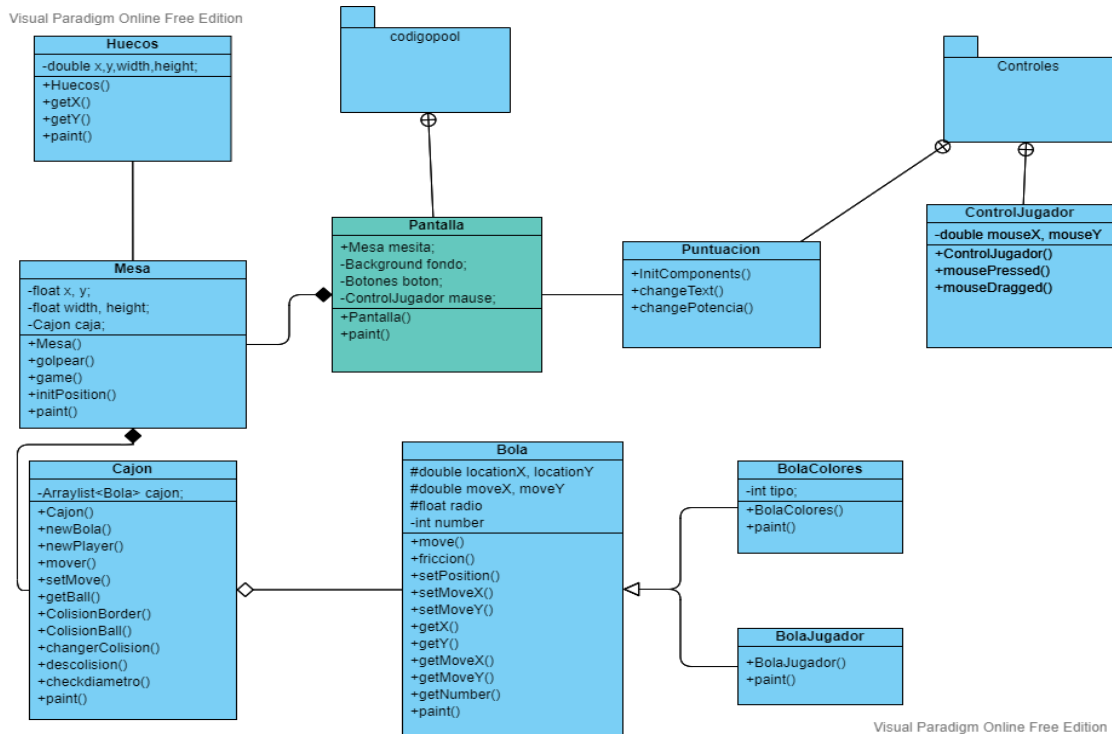 Visual Paradigm Online Free Edition
Huecos
-double x,y,width,height;
+Huecos()
+getX()
+getY()
+paint()
codigopool
Controles
Pantalla
+Mesa mesita;
-Background fondo;
-Botones boton;
-ControlJugador mause;
+Pantalla()
+paint()
Puntuacion
+InitComponents()
+changeText()
+changePotencia()
ControlJugador
-double mouseX, mouseY
+ControlJugador()
+mousePressed()
+mouseDragged()
Mesa
-float x, y;
-float width, height;
-Cajon caja;
+Mesa()
+golpear()
+game()
+initPosition()
+paint()
Cajon
-Arraylist<Bola> cajon;
+Cajon()
+newBola()
+newPlayer()
+mover()
+setMove()
+getBall()
+ColisionBorder()
+ColisionBall()
+changerColision()
+descolision()
+checkdiametro()
+paint()
Bola
#double locationX, locationY
#double moveX, moveY
#float radio
-int number
+move()
+friccion()
+setPosition()
+setMoveX()
+setMoveY()
+getX()
+getY()
+getMoveX()
+getMoveY()
+getNumber()
+paint()
BolaColores
-int tipo;
+BolaColores()
+paint()
BolaJugador
+BolaJugador()
+paint()
Visual Paradigm Online Free Edition